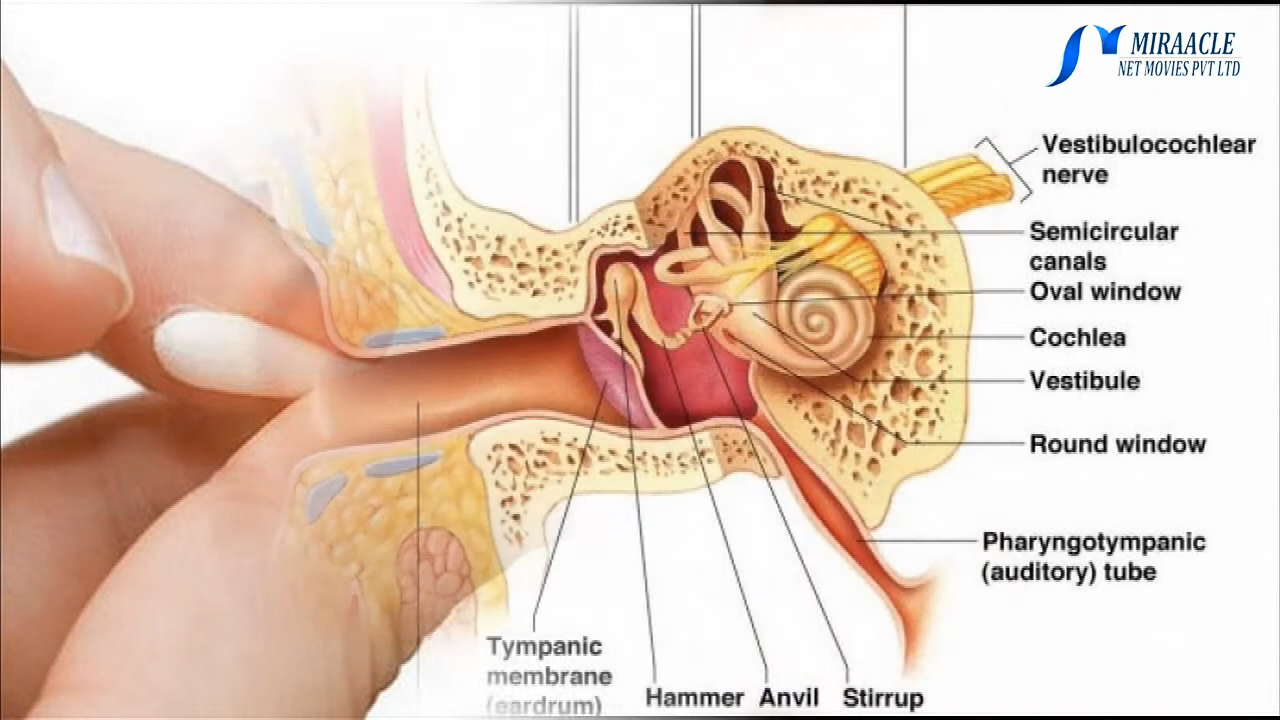 MIRAACLE
NET MOVIES PVT LTD
Vestibulocochlear
nerve
Semicircular
canals
Oval window
Cochlea
Vestibule
Round window
Pharyngotympanic
(auditory) tube
Tympanic
membrane
(eardrum)
Hammer Anvil Stirrup